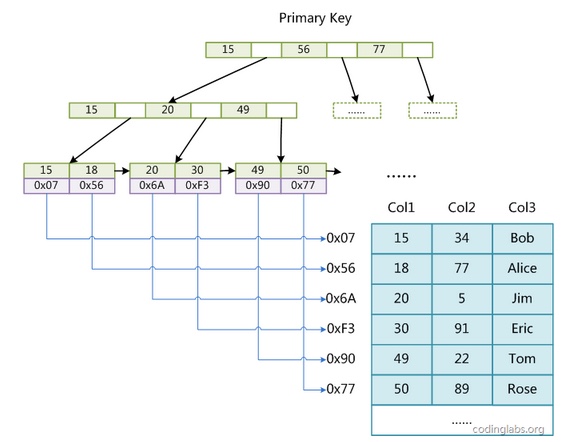 Primary Key
15 56 77
15 20 49
...... ......
15 18 20 30 49 50
0x07 0x56 0x6A 0xF3 0x90 0x77
......
Col1 Col2 Col3
0x07 15 34 Bob
0x56 18 77 Alice
0x6A 20 5 Jim
0xF3 30 91 Eric
0x90 49 22 Tom
0x77 50 89 Rose
......
codinglabs.org